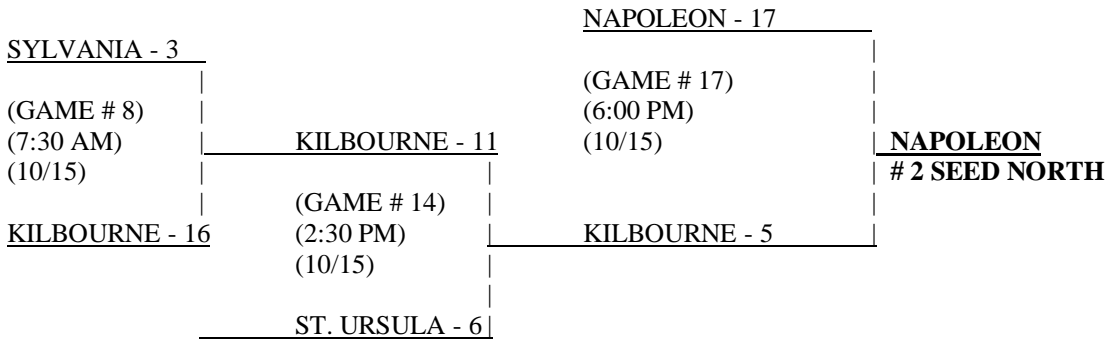 NAPOLEON - 17
SYLVANIA - 3
(GAME # 17)
(GAME # 8)
(6:00 PM)
(7:30 AM)
KILBOURNE - 11
(10/15)
NAPOLEON
(10/15)
# 2 SEED NORTH
(GAME # 14)
KILBOURNE - 16
(2:30 PM)
KILBOURNE - 5
(10/15)
ST. URSULA - 6